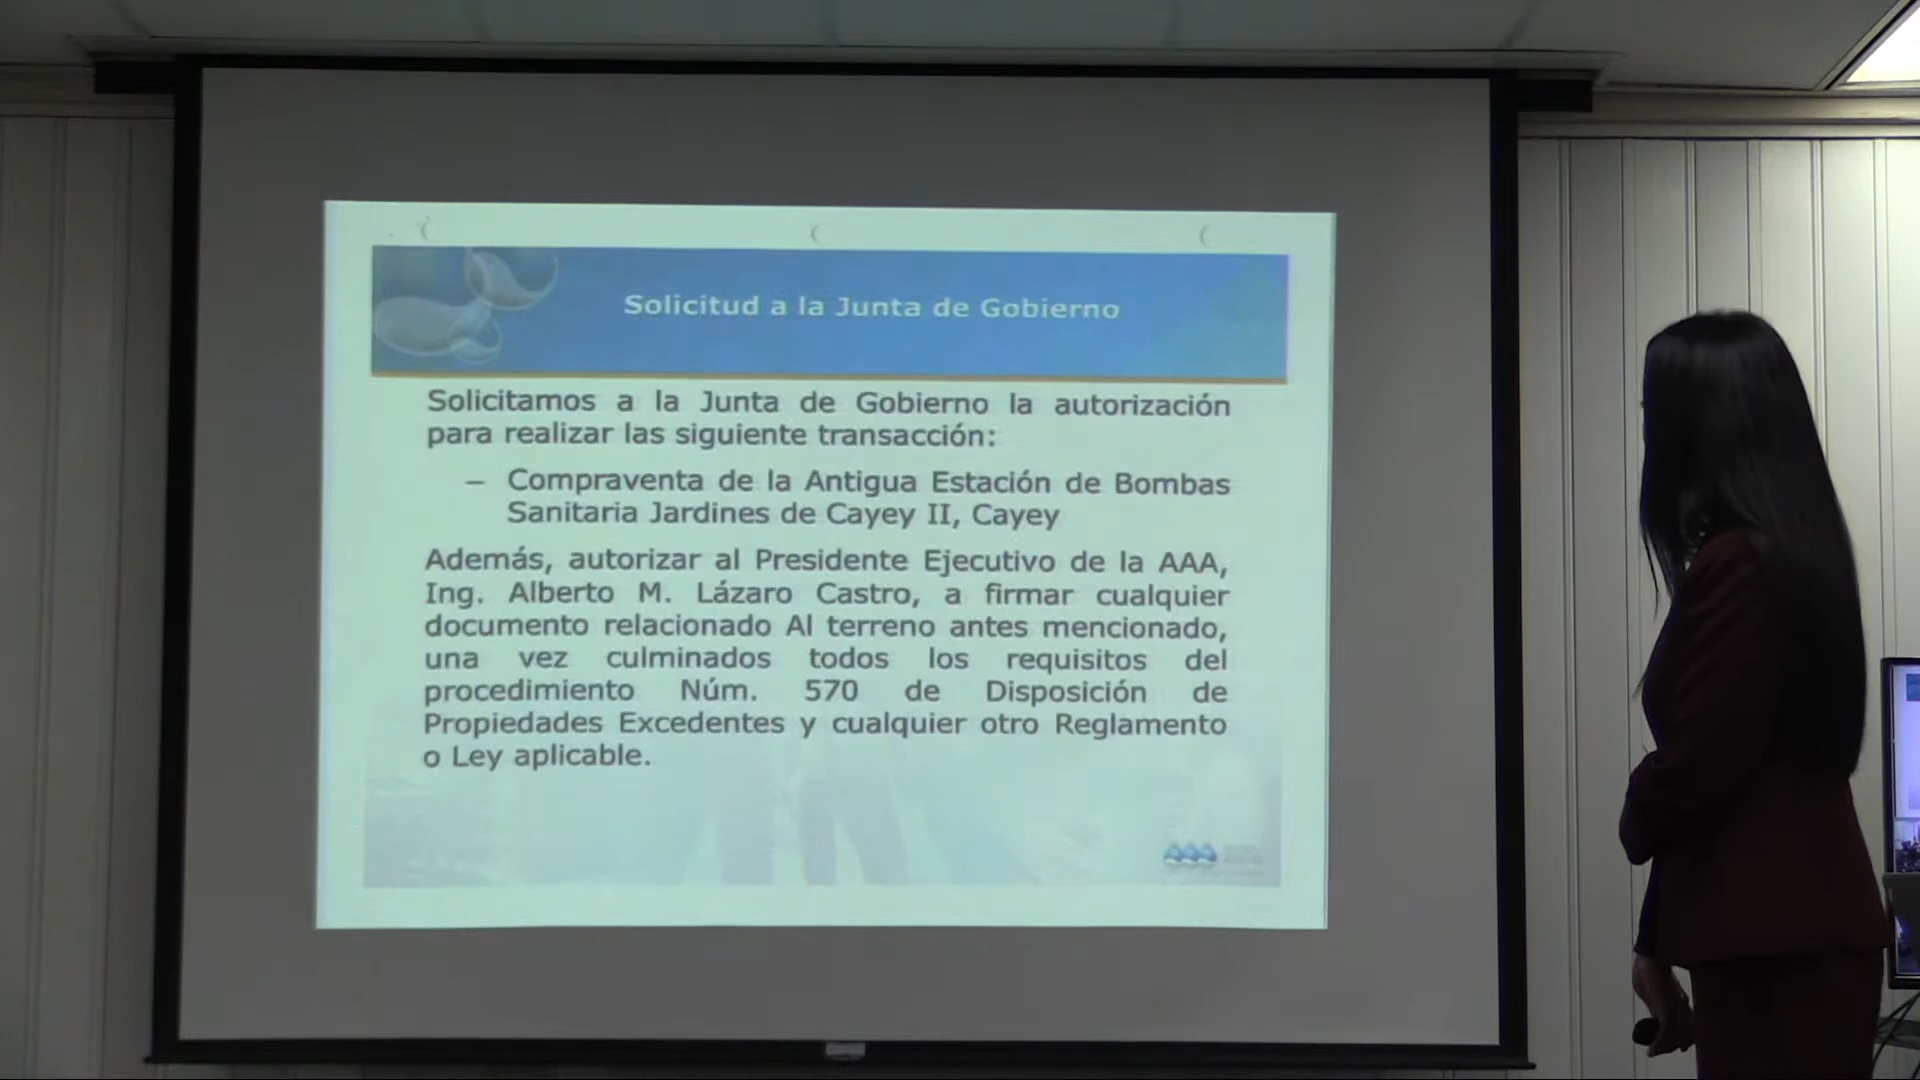 Solicitud a la Junta de Gobierno
Solicitamos a la Junta de Gobierno la autorización
para realizar las siguiente transacción:
– Compraventa de la Antigua Estación de Bombas
Sanitaria Jardines de Cayey II, Cayey
Además, autorizar al Presidente Ejecutivo de la AAA,
Ing. Alberto M. Lázaro Castro, a firmar cualquier
documento relacionado Al terreno antes mencionado,
una vez culminados todos los requisitos del
procedimiento Núm. 570 de Disposición de
Propiedades Excedentes y cualquier otro Reglamento
o Ley aplicable.
AAA